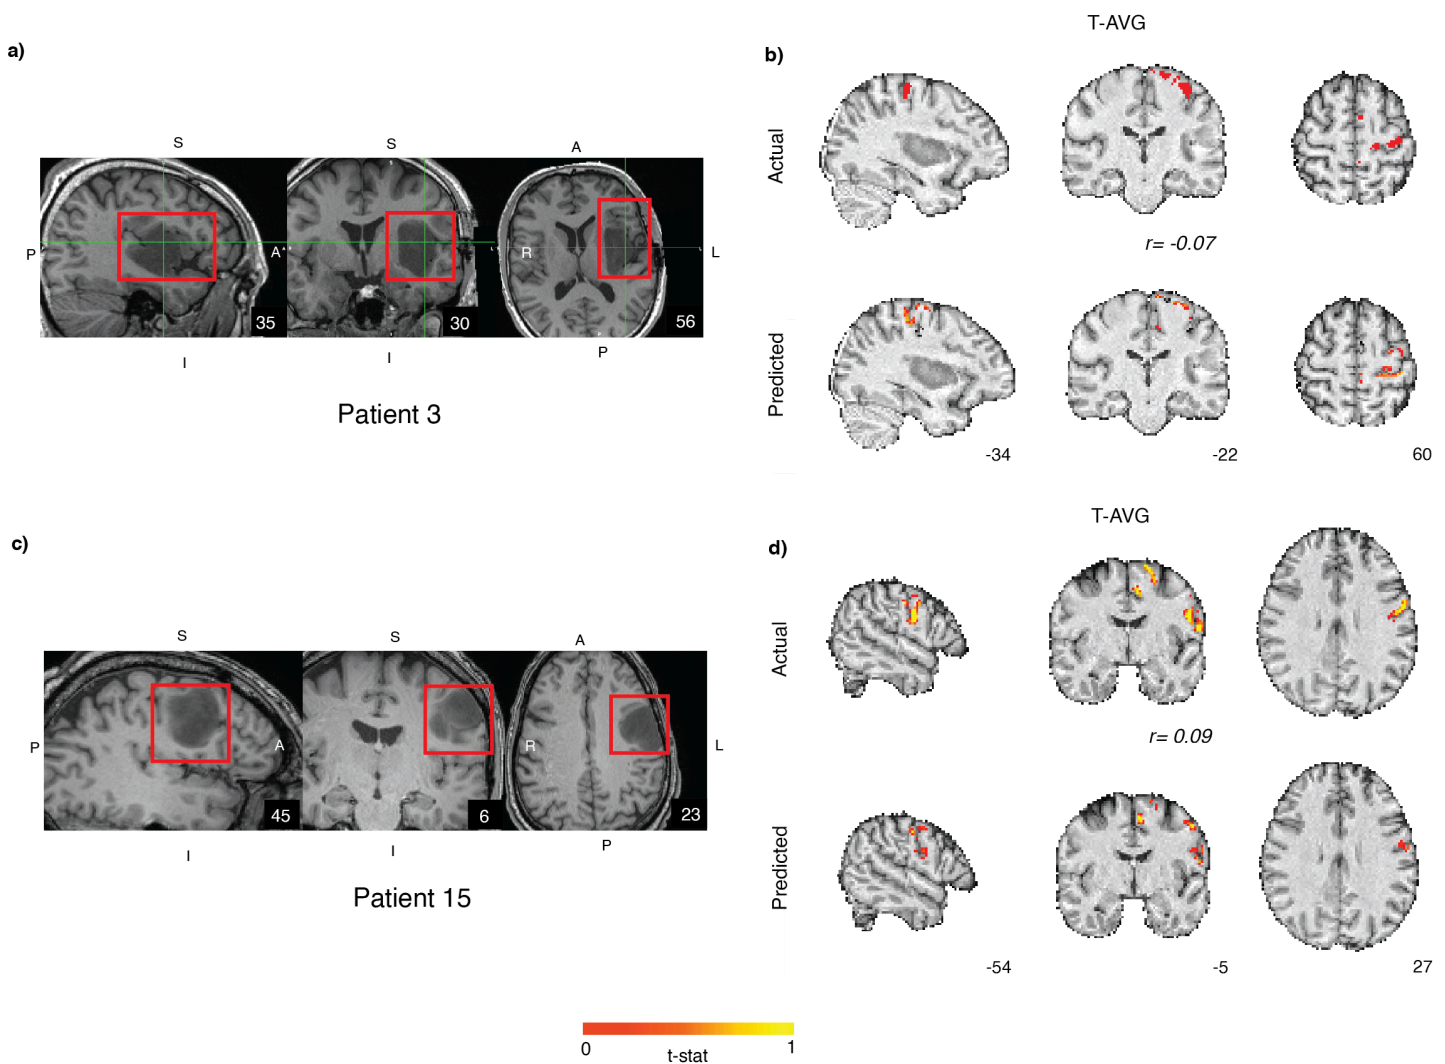 a)
S
S
A
P
A
R
L
35
30
56
I
I
P
Patient 3
b)
T-AVG
Actual
r= -0.07
Predicted
-34
-22
60
c)
S
S
A
P
A
R
L
45
6
23
I
I
P
Patient 15
d)
T-AVG
Actual
r= 0.09
Predicted
-54
-5
27
0
1
t-stat